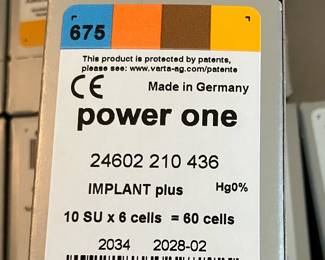 675
This product is protected by patents,
please see: www.varta-ag.com/patente
CE Made in Germany
power one
24602 210 436
IMPLANT plus Hg0%
10 SU x 6 cells = 60 cells
2034 2028-02